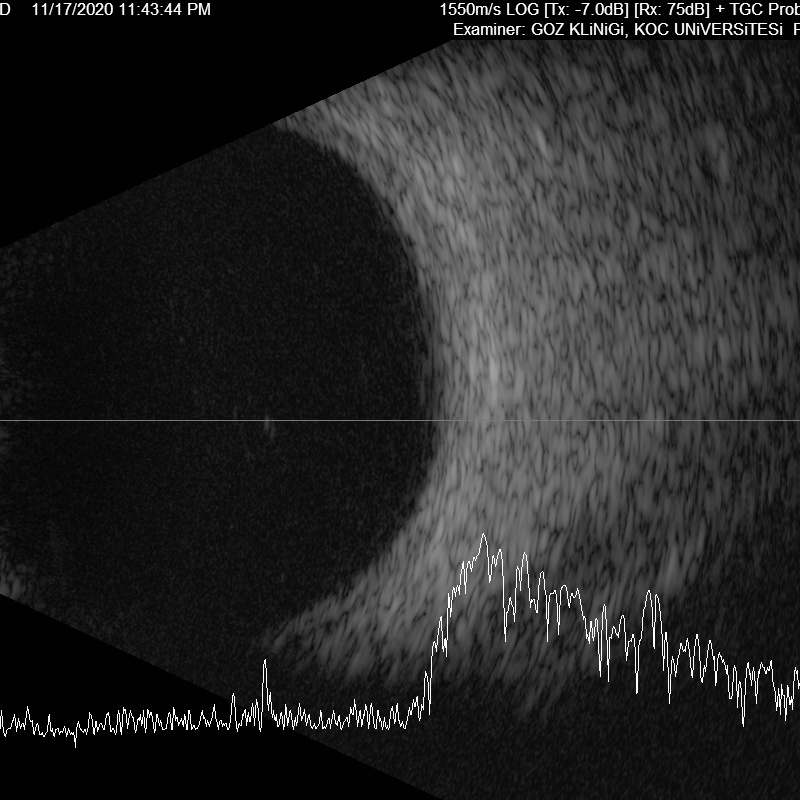 D 11/17/2020 11:43:44 PM 1550m/s LOG [Tx: -7.0dB] [Rx: 75dB] + TGC Prob
Examiner: GOZ KLiNiGi, KOC UNiVERSiTESi P